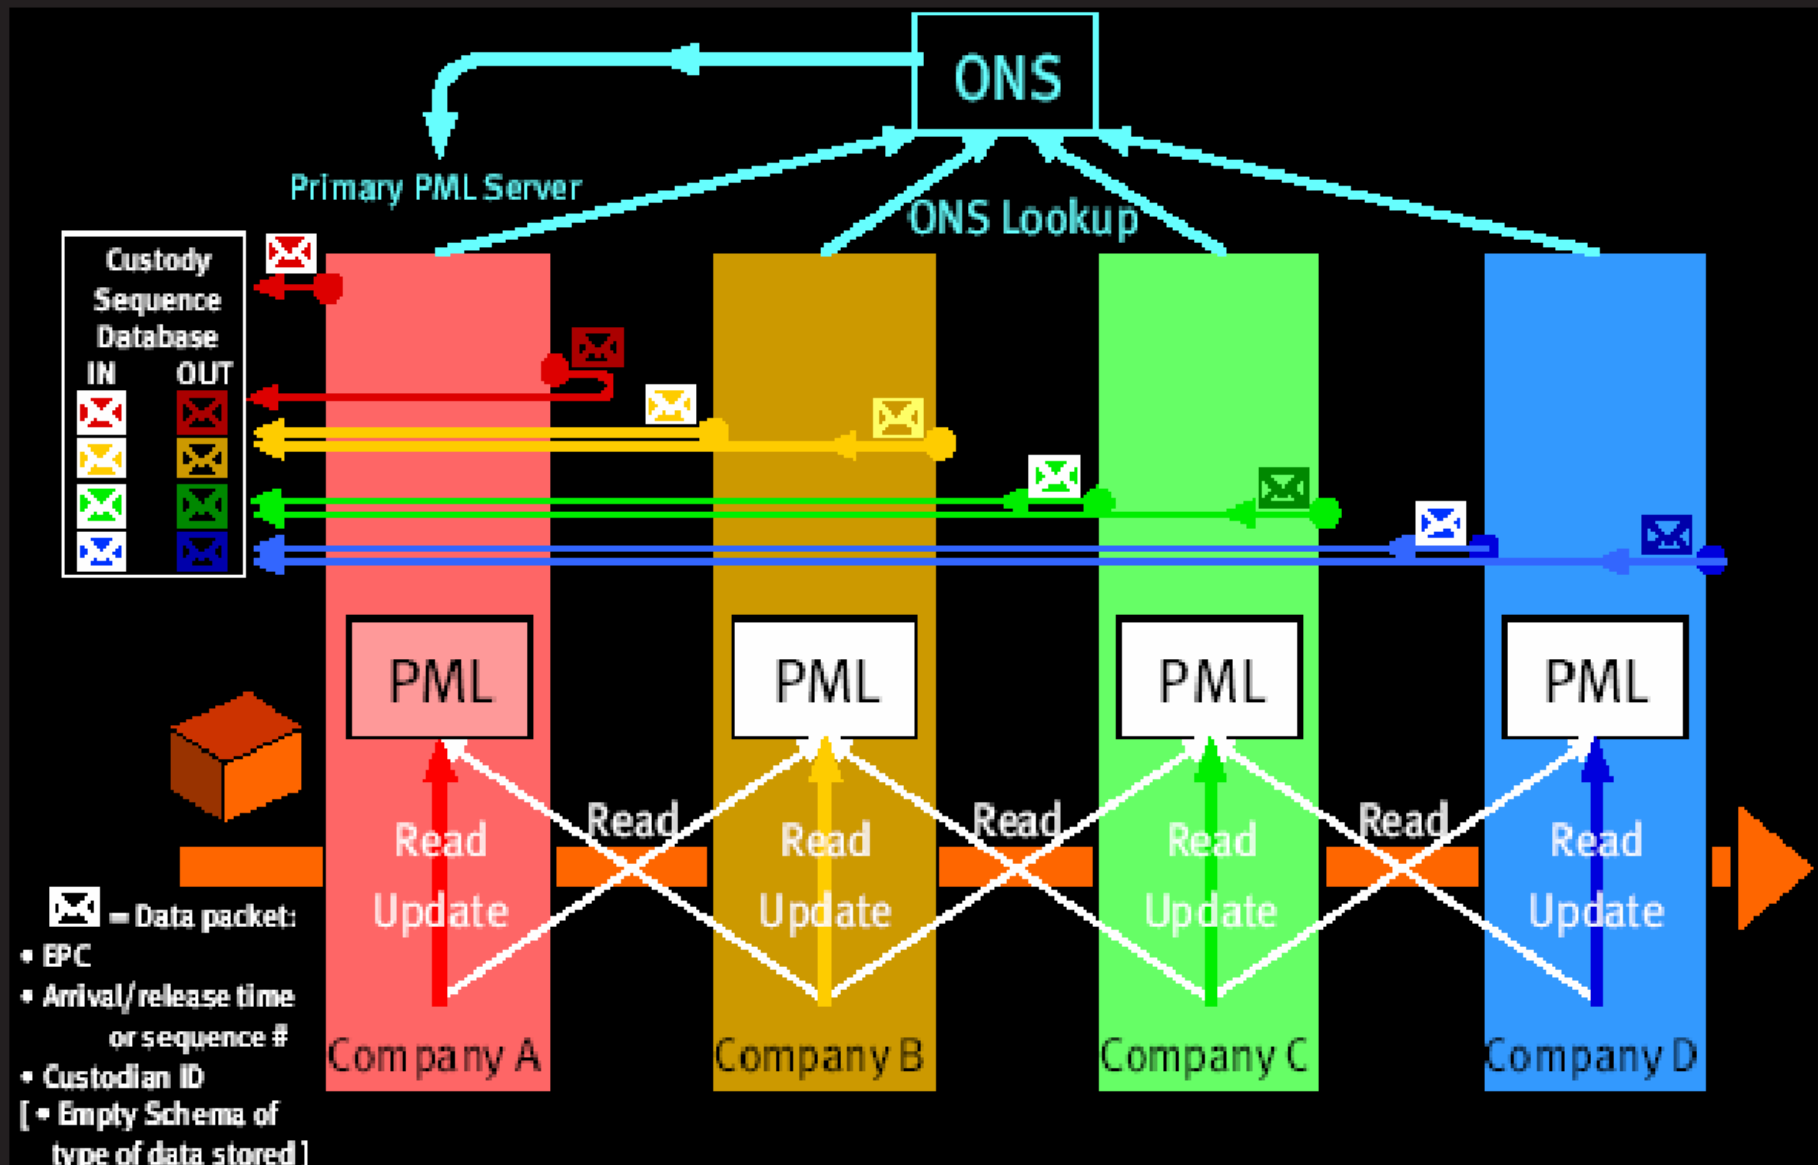 ONS
Primary PML Server
ONS Lookup
Custody
Sequence
Database
IN OUT
PML PML PML PML
Read Read Read
Read Read Read Read
Update Update Update Update
= Data packet:
• EPC
• Arrival/release time
or sequence #
• Custodian ID
[ • Empty Schema of
type of data stored ]
Company A Company B Company C Company D